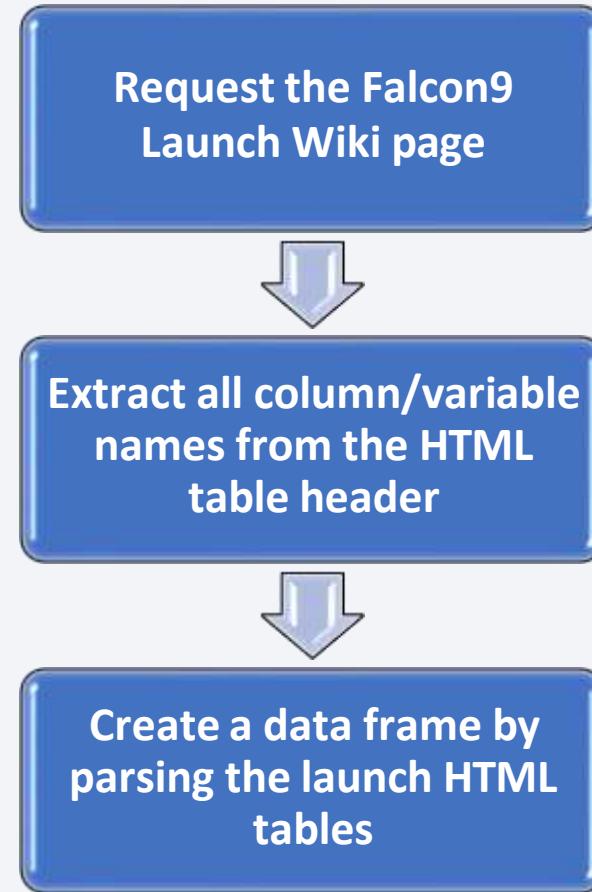 Request the Falcon9
Launch Wiki page
Extract all column/variable
names from the HTML
table header
Create a data frame by
parsing the launch HTML
tables